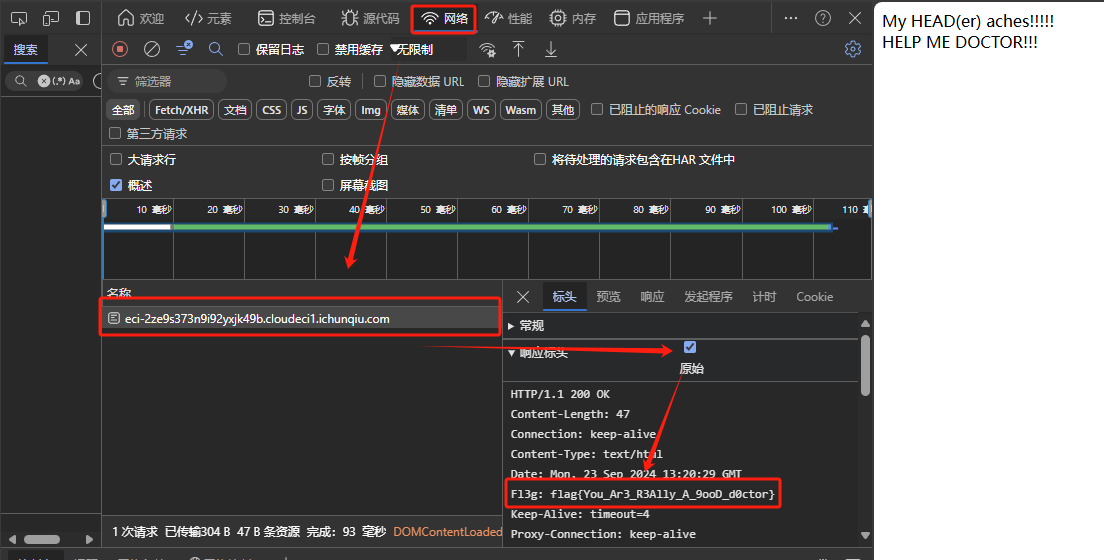 欢迎 元素 控制台 源代码 网络 性能 内存 应用程序
My HEAD(er) aches!!!!!
HELP ME DOCTOR!!!
搜索
保留日志 禁用缓存 无限制
(.*) Aa
筛选器 反转 隐藏数据 URL 隐藏扩展 URL
全部 Fetch/XHR 文档 CSS JS 字体 Img 媒体 清单 WS Wasm 其他 已阻止的响应 Cookie 已阻止请求
第三方请求
大请求行 按帧分组 将待处理的请求包含在HAR 文件中
概述 屏幕截图
10 毫秒 20 毫秒 30 毫秒 40 毫秒 50 毫秒 60 毫秒 70 毫秒 80 毫秒 90 毫秒 100 毫秒 110
名称
eci-2ze9s373n9i92yxjk49b.cloudeci1.ichunqiu.com
标头 预览 响应 发起程序 计时 Cookie
常规
响应标头
原始
HTTP/1.1 200 OK
Content-Length: 47
Connection: keep-alive
Content-Type: text/html
Date: Mon, 23 Sep 2024 13:20:29 GMT
Fl3g: flag{You_Ar3_R3Ally_A_9ooD_d0ctor}
Keep-Alive: timeout=4
Proxy-Connection: keep-alive
1 次请求 已传输304 B 47 B 条资源 完成: 93 毫秒 DOMContentLoaded